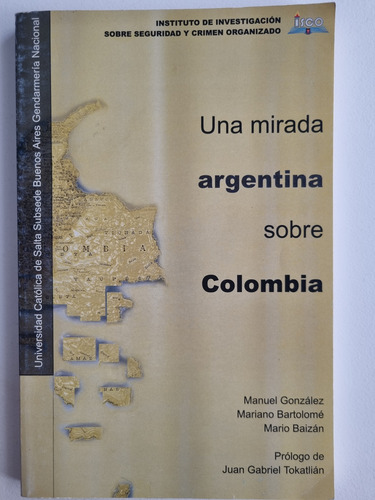 INSTITUTO DE INVESTIGACIÓN
SOBRE SEGURIDAD Y CRIMEN ORGANIZADO
ISCO
Universidad Católica de Salta Subsede Buenos Aires Gendarmería Nacional
Una mirada
argentina
sobre
Colombia
Manuel González
Mariano Bartolomé
Mario Baizán
Prólogo de
Juan Gabriel Tokatlián